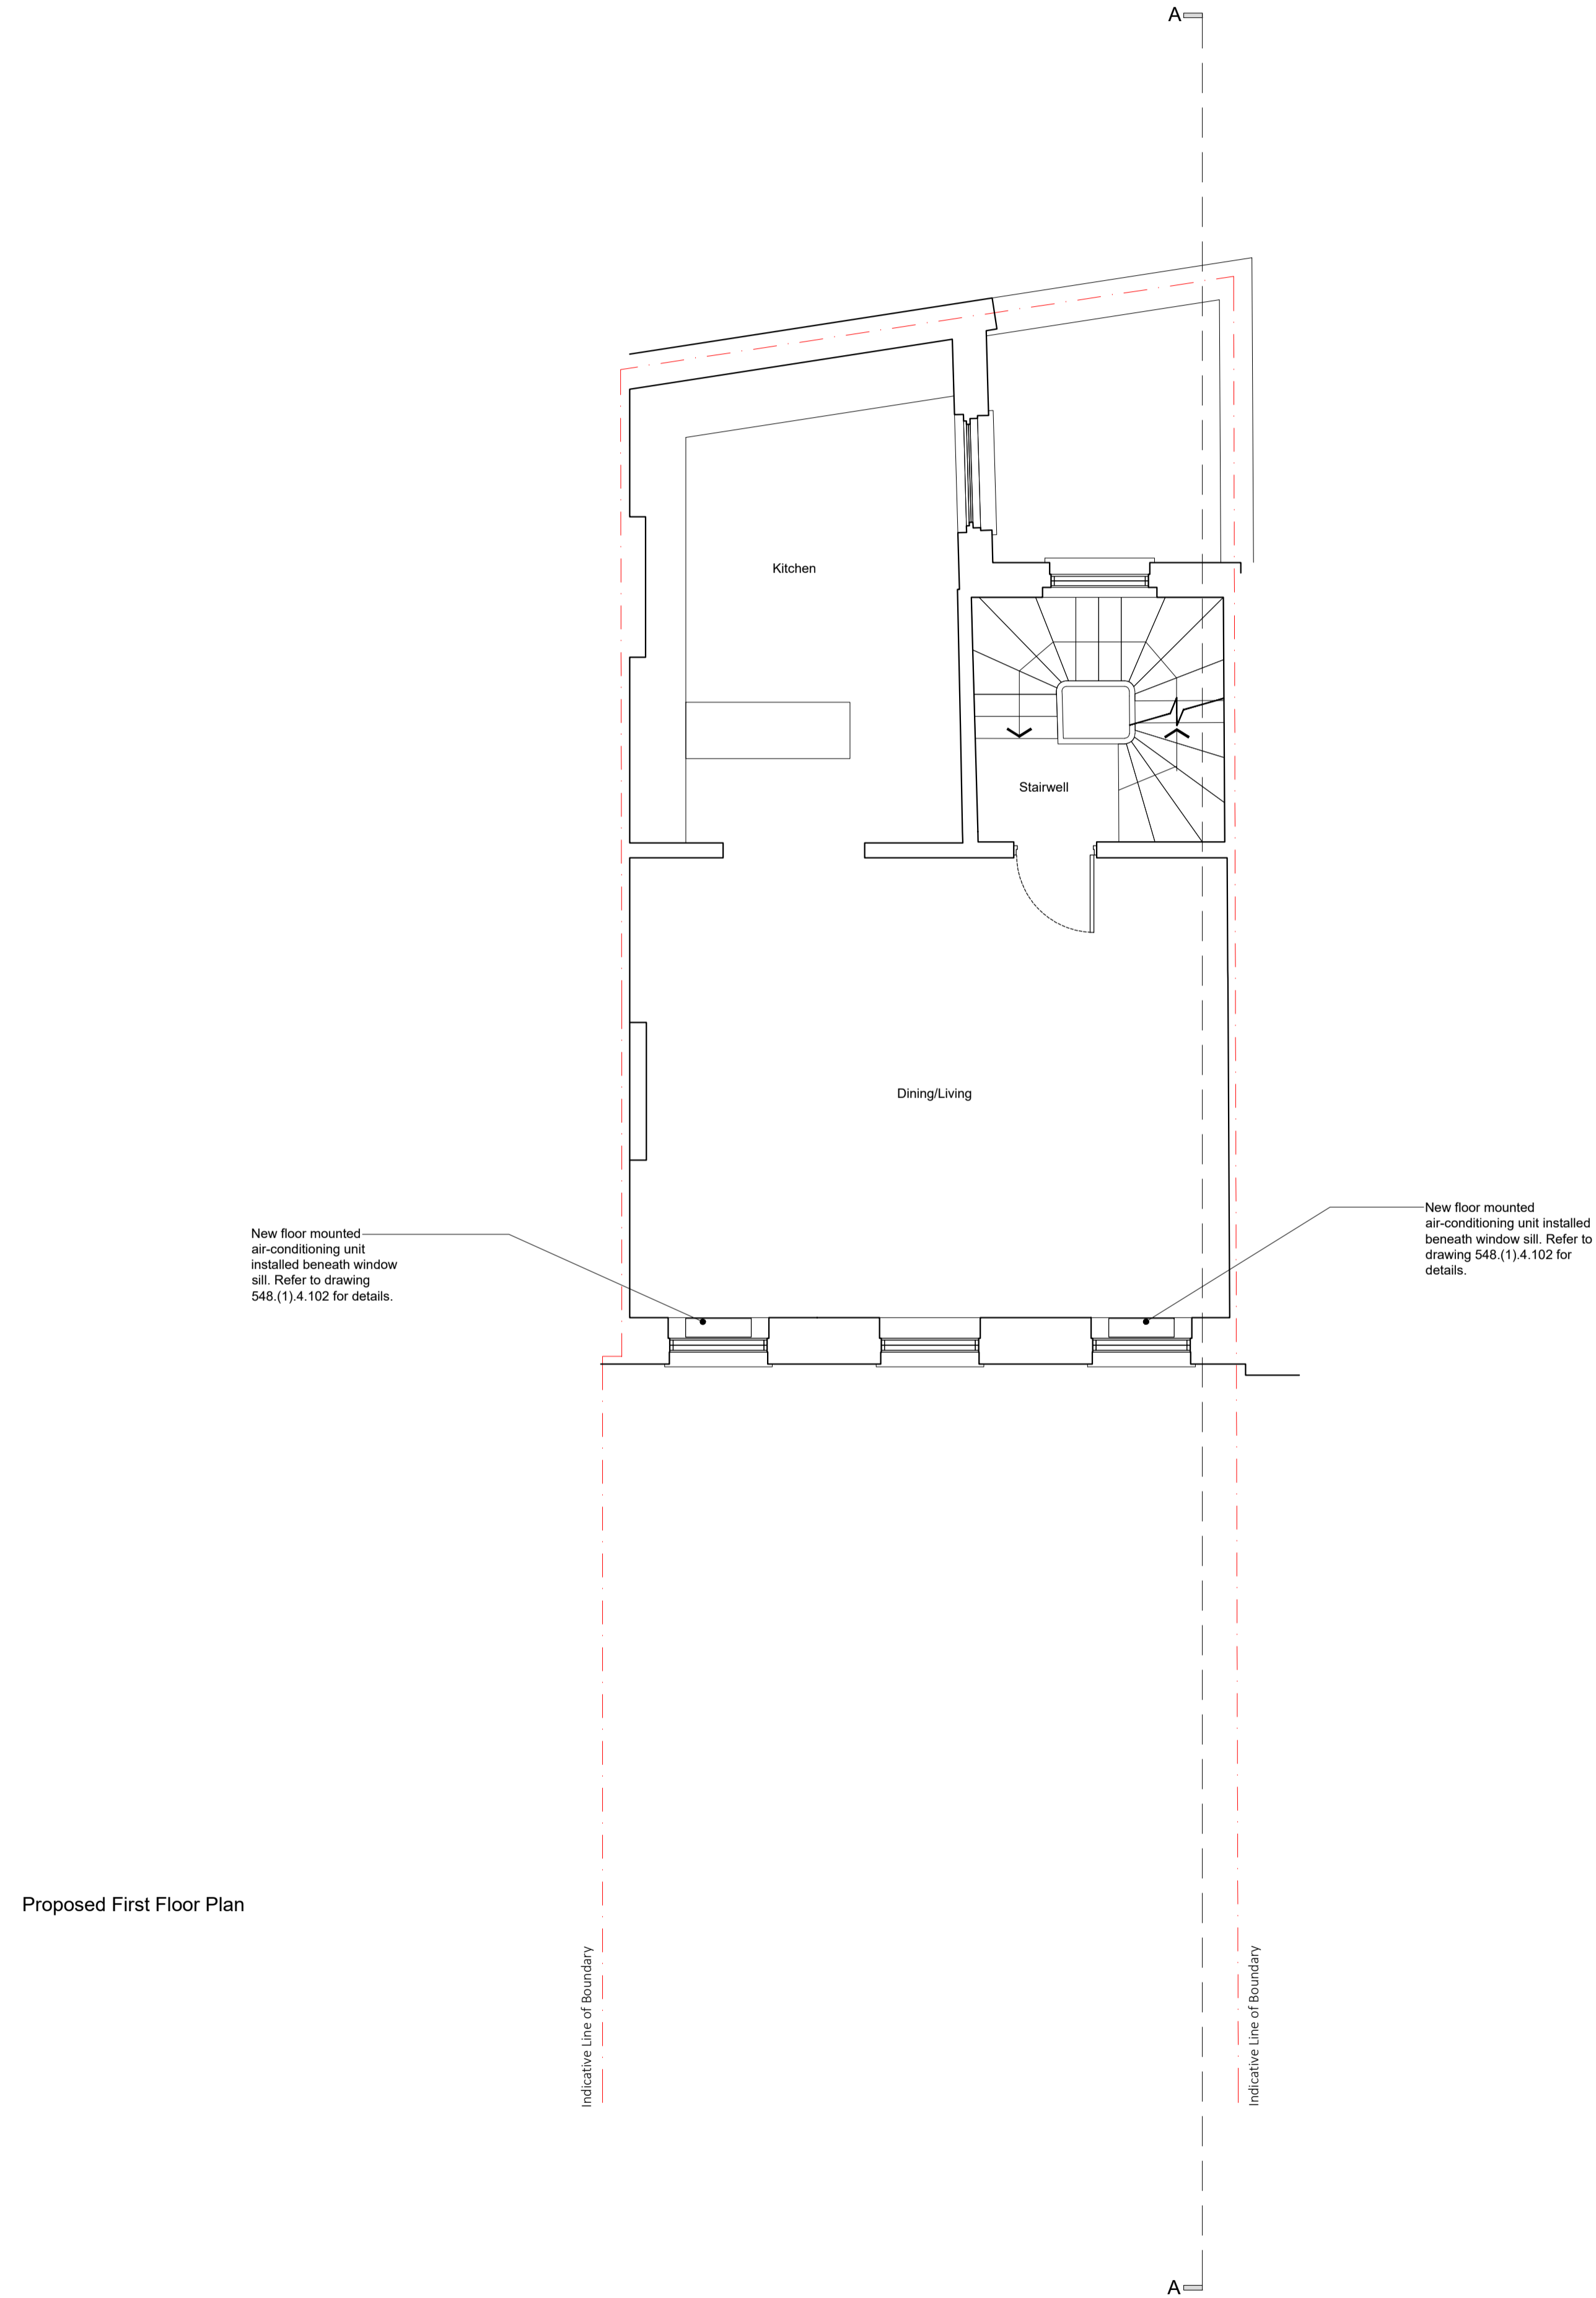 A
Kitchen
Stairwell
Dining/Living
New floor mounted
air-conditioning unit
installed beneath window
sill. Refer to drawing
548.(1).4.102 for details.
New floor mounted
air-conditioning unit installed
beneath window sill. Refer to
drawing 548.(1).4.102 for
details.
Proposed First Floor Plan
Indicative Line of Boundary
Indicative Line of Boundary
A